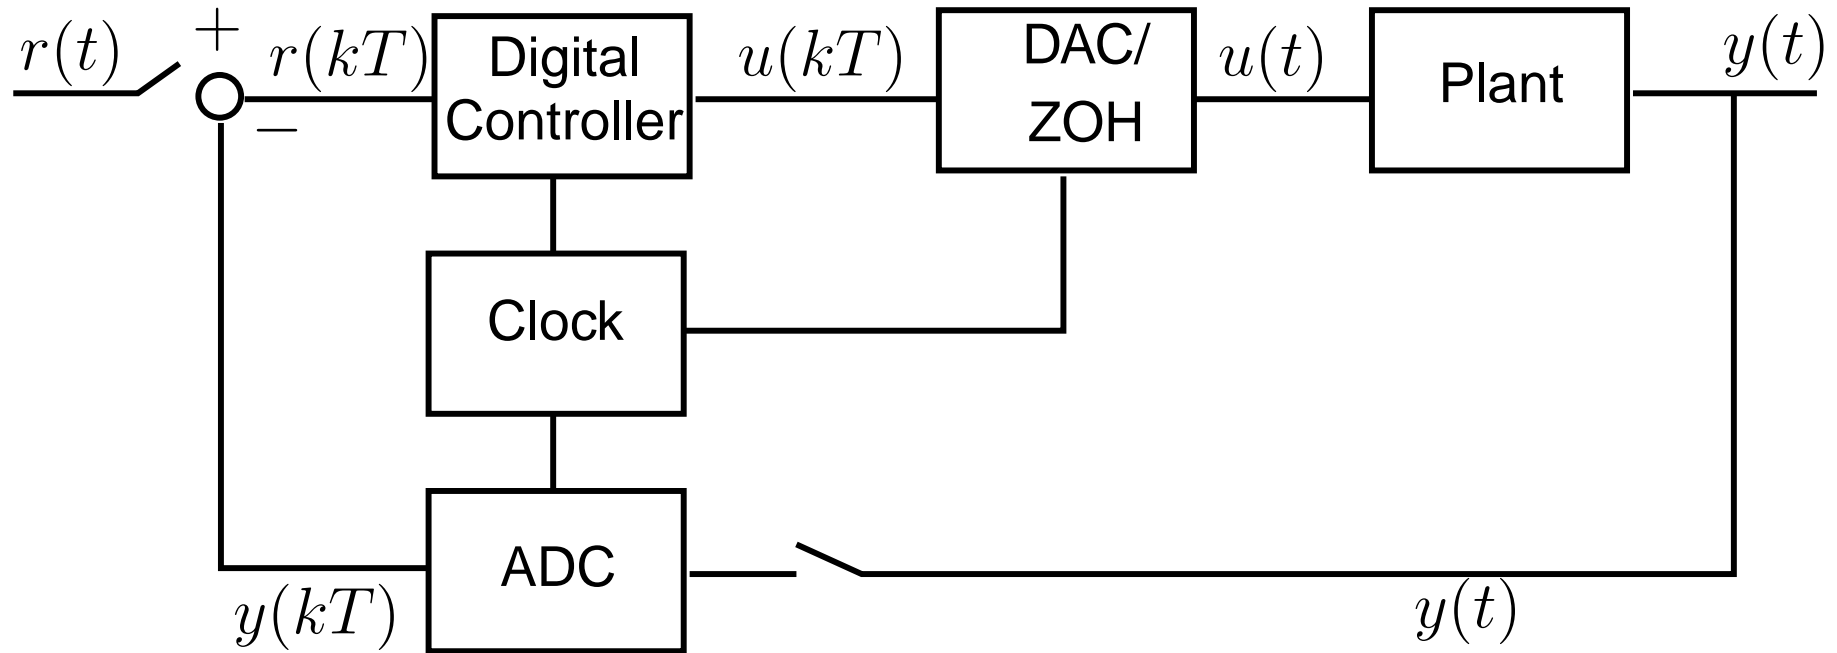 r(t)
+
−
r(kT)
Digital
Controller
u(kT)
DAC/
ZOH
u(t)
Plant
y(t)
Clock
ADC
y(kT)
y(t)